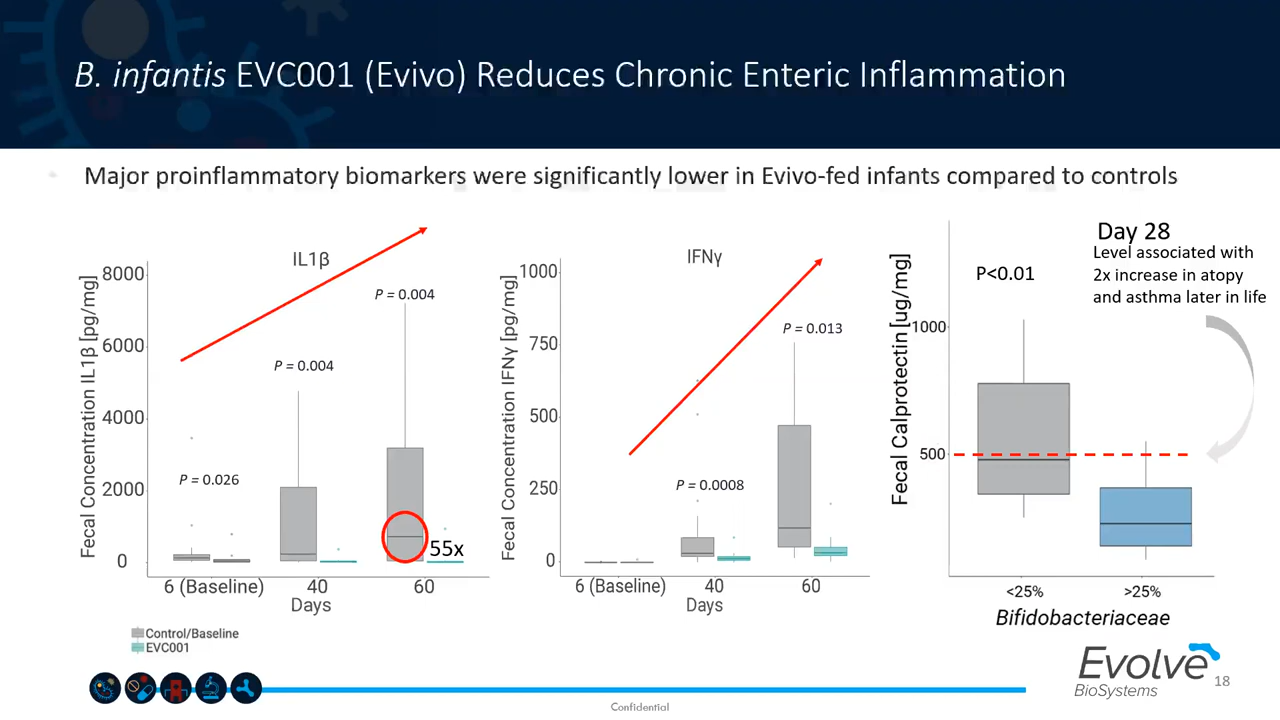 B. infantis EVC001 (Evivo) Reduces Chronic Enteric Inflammation
Major proinflammatory biomarkers were significantly lower in Evivo-fed infants compared to controls
IL1β
Fecal Concentration IL1β [pg/mg]
8000
6000
4000
2000
0
P = 0.026
P = 0.004
P = 0.004
55x
6 (Baseline)
40
60
Days
Control/Baseline
EVC001
IFNγ
Fecal Concentration IFNγ [pg/mg]
1000
750
500
250
0
P = 0.0008
P = 0.013
6 (Baseline)
40
60
Days
Day 28
Level associated with
2x increase in atopy
and asthma later in life
P<0.01
Fecal Calprotectin [ug/mg]
1000
500
<25%
>25%
Bifidobacteriaceae
Evolve
BioSystems
18
Confidential